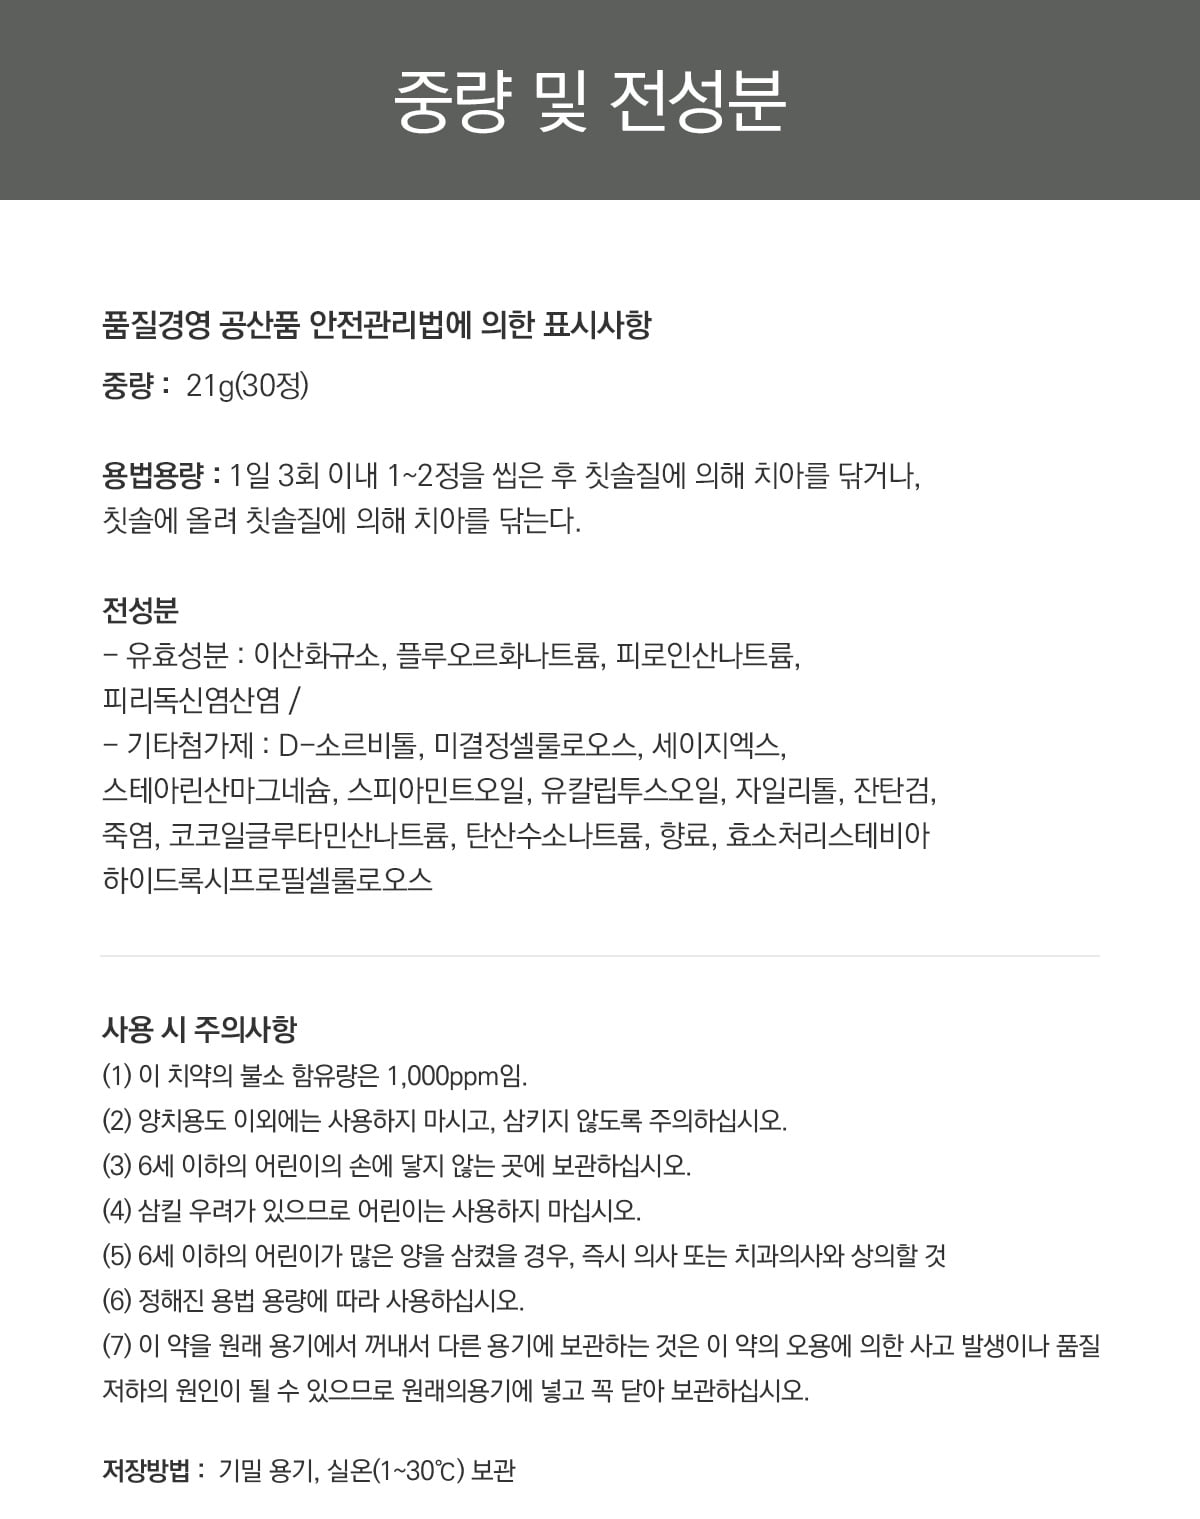 중량 및 전성분
품질경영 공산품 안전관리법에 의한 표시사항
중량 : 21g(30정)
용법용량 : 1일 3회 이내 1~2정을 씹은 후 칫솔질에 의해 치아를 닦거나,
칫솔에 올려 칫솔질에 의해 치아를 닦는다.
전성분
- 유효성분 : 이산화규소, 플루오르화나트륨, 피로인산나트륨,
피리독신염산염 /
- 기타첨가제 : D-소르비톨, 미결정셀룰로오스, 세이지엑스,
스테아린산마그네슘, 스피아민트오일, 유칼립투스오일, 자일리톨, 잔탄검,
죽염, 코코일글루타민산나트륨, 탄산수소나트륨, 향료, 효소처리스테비아
하이드록시프로필셀룰로오스
사용 시 주의사항
(1) 이 치약의 불소 함유량은 1,000ppm임.
(2) 양치용도 이외에는 사용하지 마시고, 삼키지 않도록 주의하십시오.
(3) 6세 이하의 어린이의 손에 닿지 않는 곳에 보관하십시오.
(4) 삼킬 우려가 있으므로 어린이는 사용하지 마십시오.
(5) 6세 이하의 어린이가 많은 양을 삼켰을 경우, 즉시 의사 또는 치과의사와 상의할 것
(6) 정해진 용법 용량에 따라 사용하십시오.
(7) 이 약을 원래 용기에서 꺼내서 다른 용기에 보관하는 것은 이 약의 오용에 의한 사고 발생이나 품질
저하의 원인이 될 수 있으므로 원래의용기에 넣고 꼭 닫아 보관하십시오.
저장방법 : 기밀 용기, 실온(1~30℃) 보관